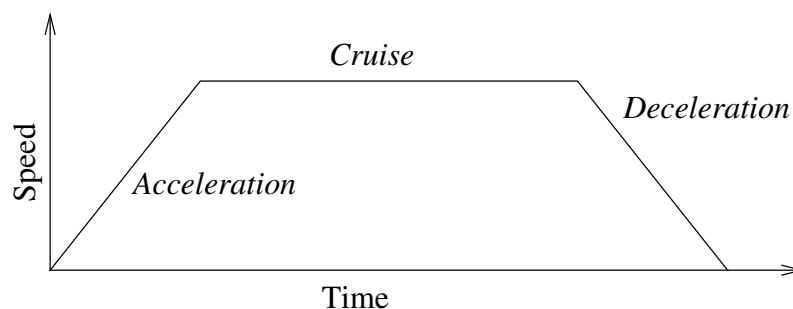 Cruise
Deceleration
Speed
Acceleration
Time